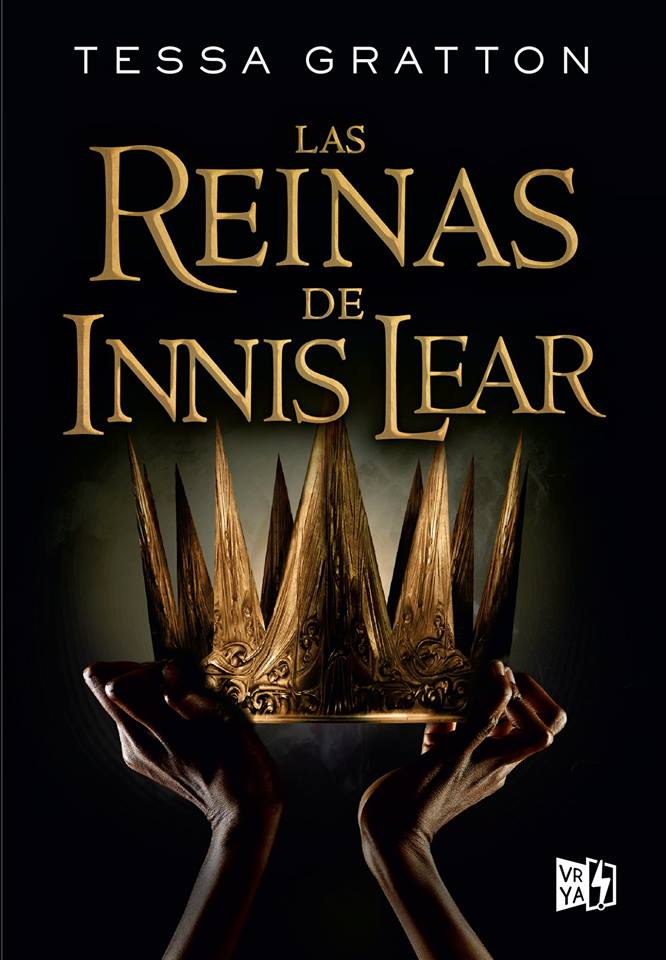 TESSA GRATTON
LAS
REINAS
DE
INNIS LEAR
VR
YA